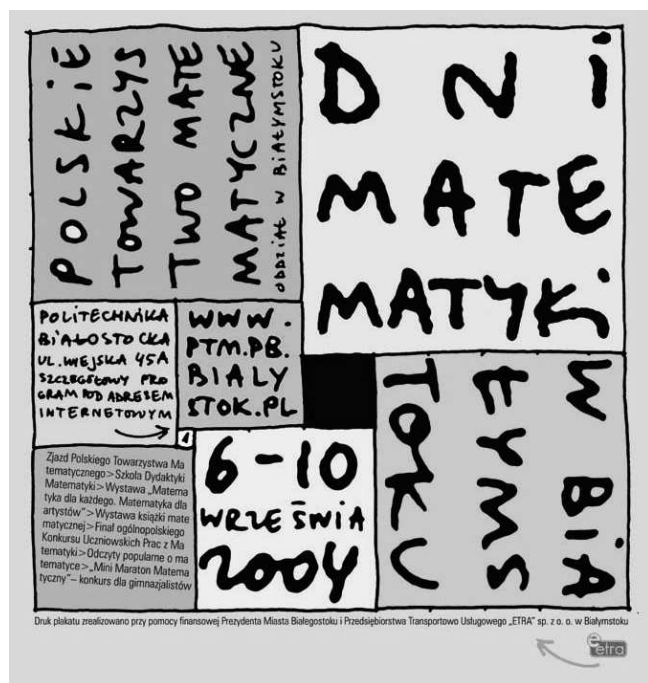 POLSKIE
TOWARZYS
TWO MATE
MATYCZNE
ODDZIAŁ W BIAŁYMSTOKU
DNI
MATE
MATYKI
W BIA
ŁYMS
TOKU
POLITECHNIKA
BIAŁOSTOCKA
UL. WIEJSKA 45A
SZCZEGÓŁOWY PRO
GRAM POD ADRESEM
INTERNETOWYM
WWW.
PTM.PB.
BIALY
STOK.PL
6-10
WRZEŚNIA
2004
Zjazd Polskiego Towarzystwa Ma
tematycznego>Szkoła Dydaktyki
Matematyki>Wystawa „Matema
tyka dla każdego. Matematyka dla
artystów”>Wystawa książki mate
matycznej>Finał ogólnopolskiego
Konkursu Uczniowskich Prac z Ma
tematyki>Odczyty popularne o ma
tematyce>„Mini Maraton Matema
tyczny”– konkurs dla gimnazjalistów
Druk plakatu zrealizowano przy pomocy finansowej Prezydenta Miasta Białegostoku i Przedsiębiorstwa Transportowo Usługowego „ETRA” sp. z o. o. w Białymstoku
e
etra